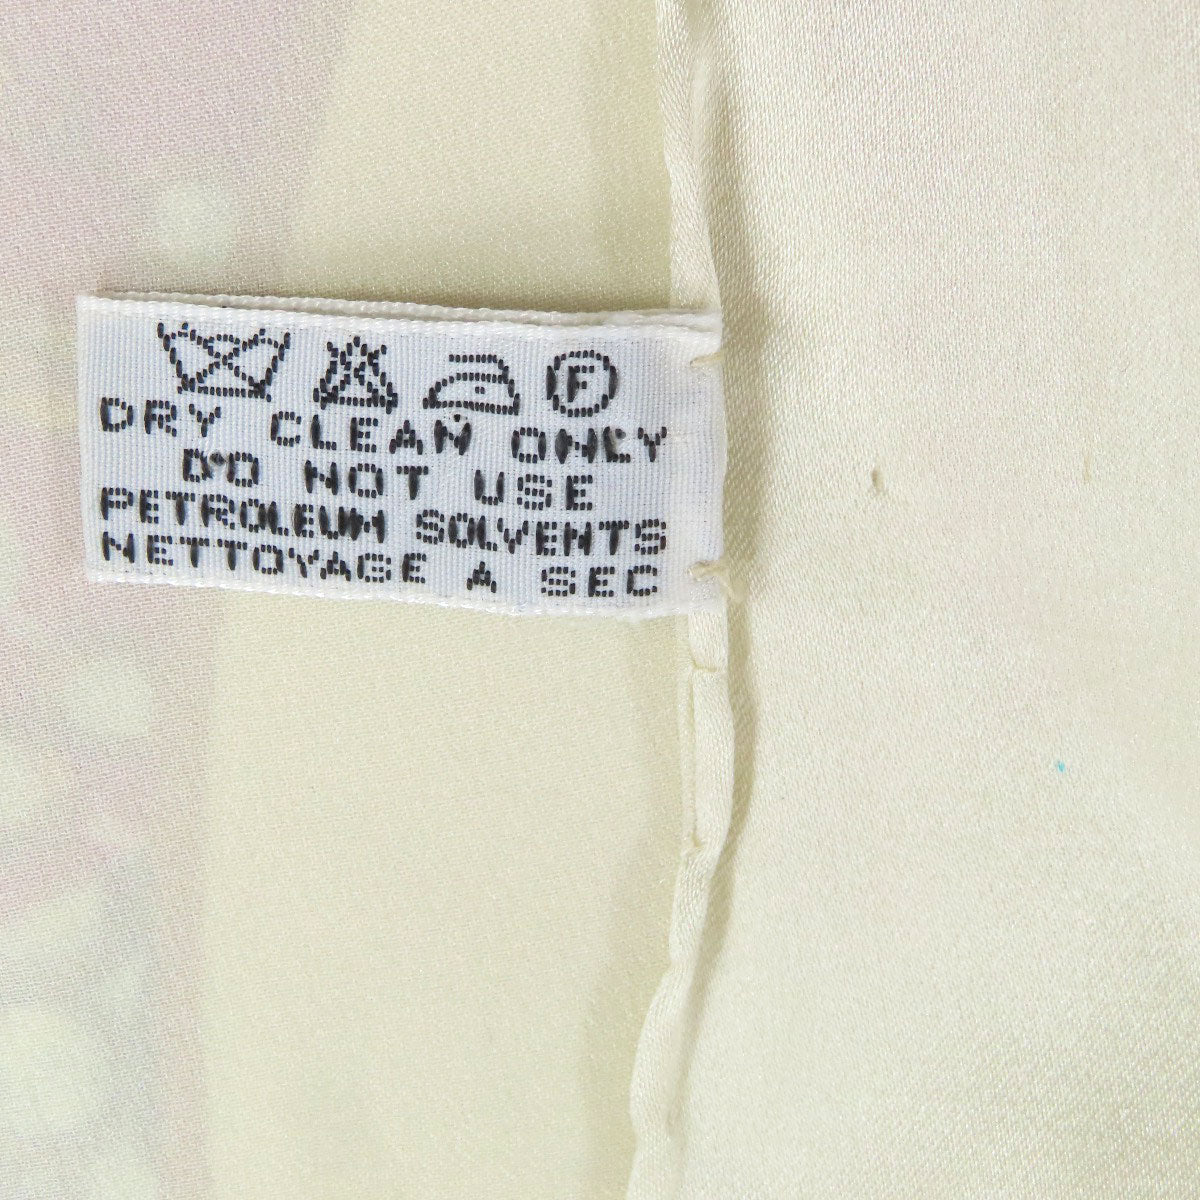 F
DRY CLEAN ONLY
DO NOT USE
PETROLEUM SOLVENTS
NETTOYAGE A SEC